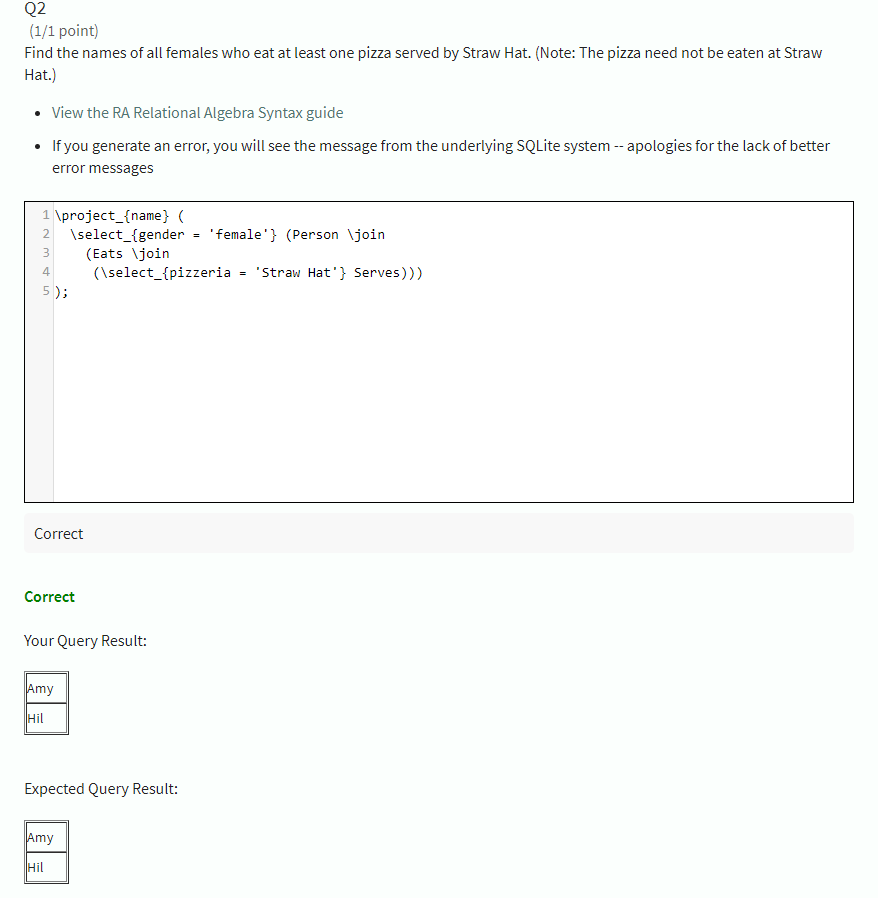 Q2
(1/1 point)
Find the names of all females who eat at least one pizza served by Straw Hat. (Note: The pizza need not be eaten at Straw
Hat.)
• View the RA Relational Algebra Syntax guide
• If you generate an error, you will see the message from the underlying SQLite system -- apologies for the lack of better
error messages
1 \project_{name} (
2   \select_{gender = 'female'} (Person \join
3     (Eats \join
4      (\select_{pizzeria = 'Straw Hat'} Serves)))
5 );
Correct
Correct
Your Query Result:
Amy
Hil
Expected Query Result:
Amy
Hil